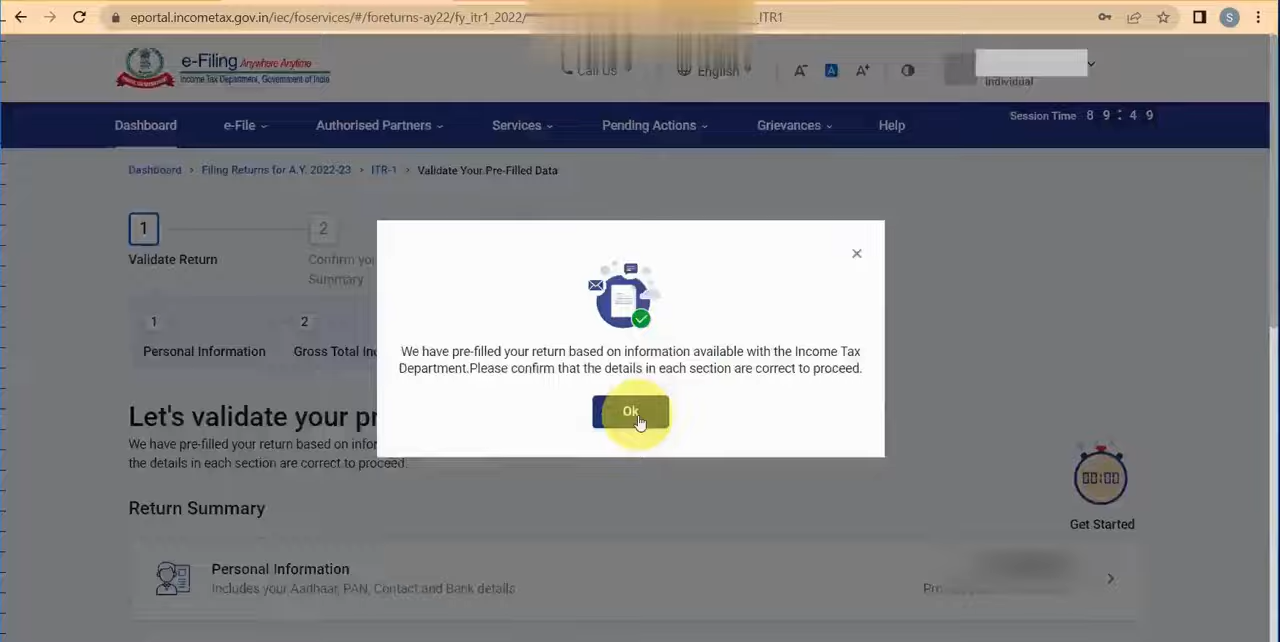 eportal.incometax.gov.in/iec/foservices/#/foreturns-ay22/fy_itr1_2022/ _ITR1
S
e-Filing Anywhere Anytime
Income Tax Department, Government of India
Call Us
English
A- A A+
Individual
Dashboard e-File Authorised Partners Services Pending Actions Grievances Help
Session Time 8 9 : 4 9
Dashboard > Filing Returns for A.Y. 2022-23 > ITR-1 > Validate Your Pre-Filled Data
1 2
Validate Return Confirm
Summary
1 2
Personal Information Gross Total
We have pre-filled your return based on information available with the Income Tax
Department.Please confirm that the details in each section are correct to proceed.
Ok
Let's validate your
We have pre-filled your return based on
the details in each section are correct to proceed.
Return Summary
00:00
Get Started
Personal Information
Includes your Aadhaar, PAN, Contact and Bank details